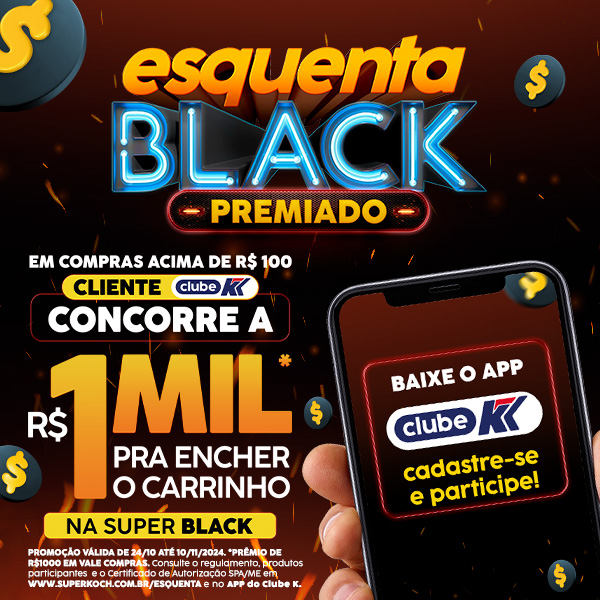 esquenta
BLACK
PREMIADO
EM COMPRAS ACIMA DE R$ 100
CLIENTE clube K
CONCORRE A
R$ 1 MIL*
PRA ENCHER
O CARRINHO
NA SUPER BLACK
PROMOÇÃO VÁLIDA DE 24/10 ATÉ 10/11/2024. *PRÊMIO DE
R$1000 EM VALE COMPRAS. Consulte o regulamento, produtos
participantes e o Certificado de Autorização SPA/ME em
WWW.SUPERKOCH.COM.BR/ESQUENTA e no APP do Clube K.
BAIXE O APP
clube K
cadastre-se
e participe!